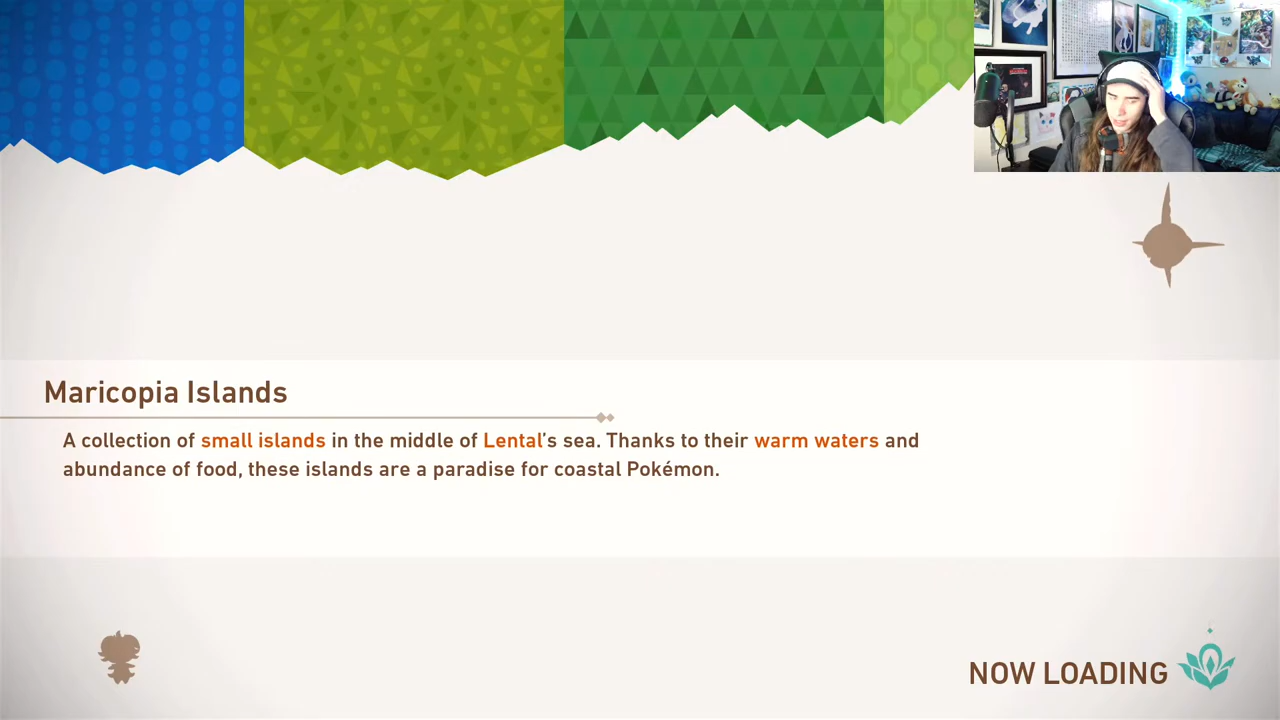 Maricopia Islands
A collection of small islands in the middle of Lental's sea. Thanks to their warm waters and
abundance of food, these islands are a paradise for coastal Pokémon.
NOW LOADING